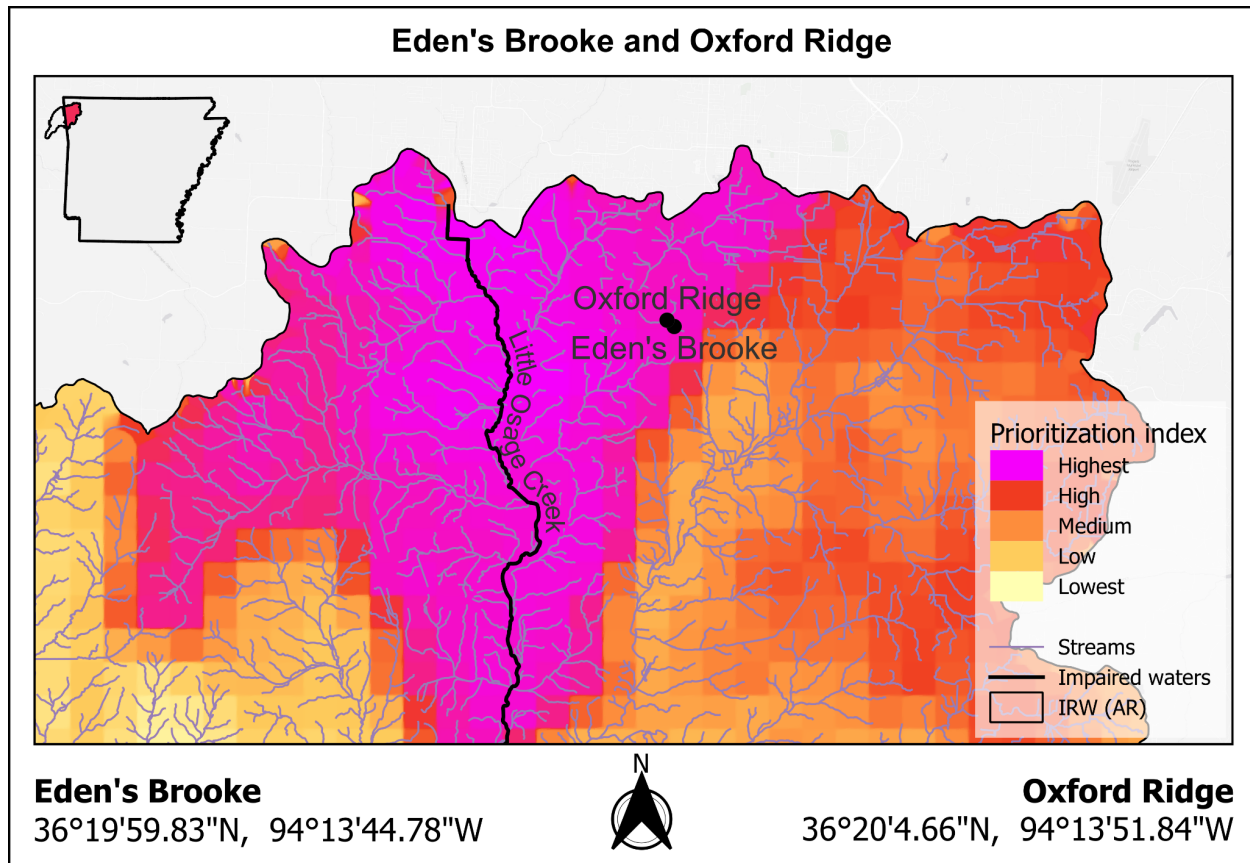 Eden's Brooke and Oxford Ridge
Oxford Ridge
Eden's Brooke
Little Osage Creek
Prioritization index
Highest
High
Medium
Low
Lowest
Streams
Impaired waters
IRW (AR)
N
Eden's Brooke
36°19'59.83"N, 94°13'44.78"W
Oxford Ridge
36°20'4.66"N, 94°13'51.84"W